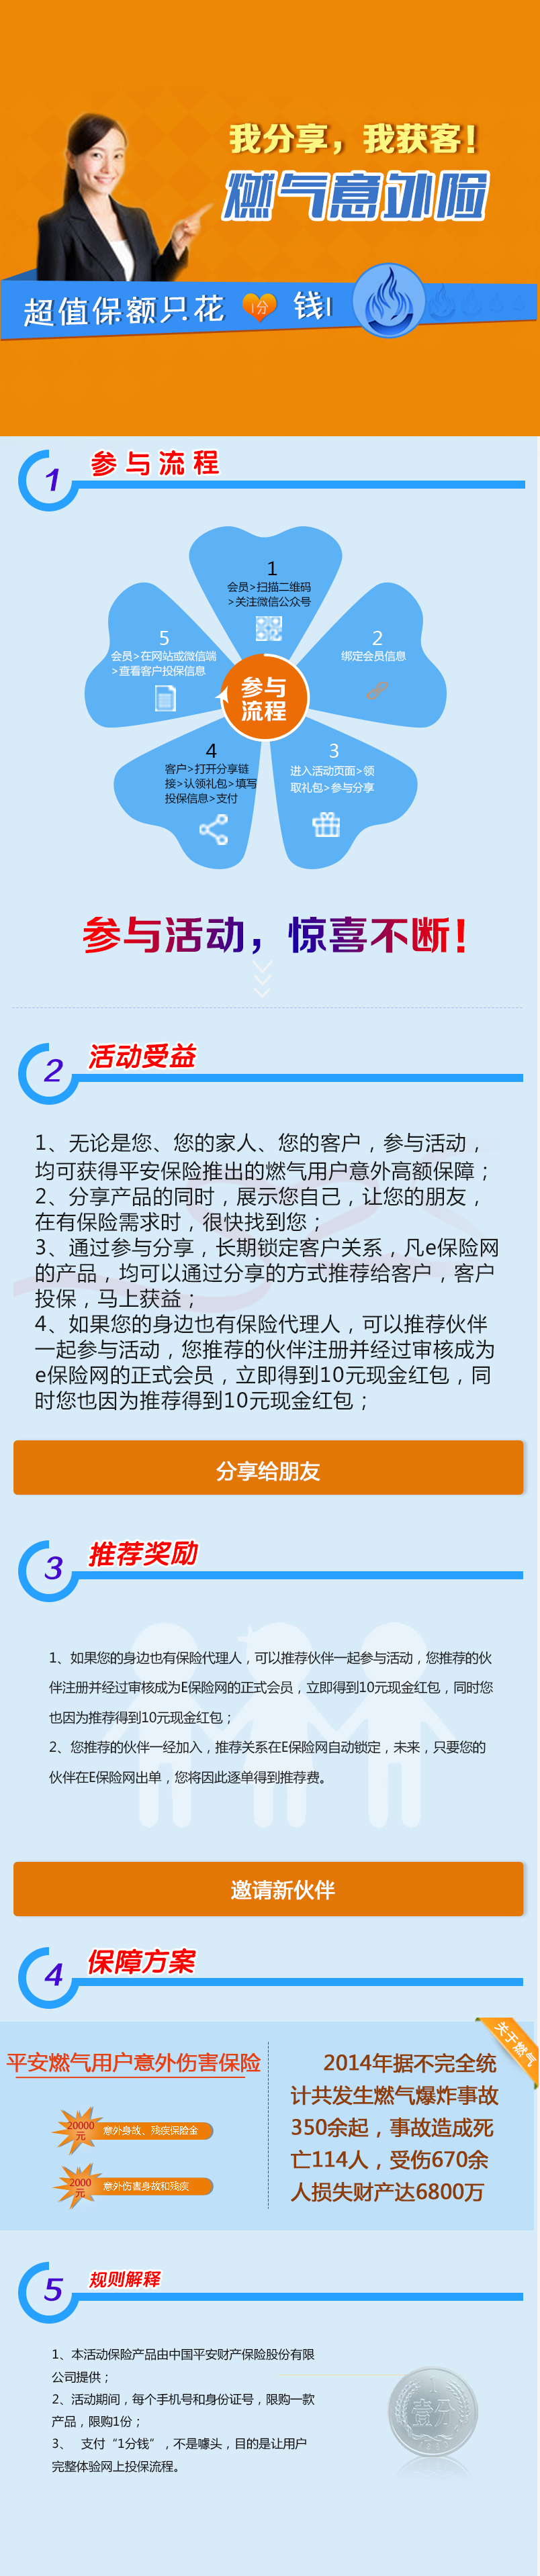 我分享，我获客！
燃气意外险
超值保额只花 1分 钱！
1 参与流程
1
会员>扫描二维码
>关注微信公众号
2
绑定会员信息
3
进入活动页面>领
取礼包>参与分享
4
客户>打开分享链
接>认领礼包>填写
投保信息>支付
5
会员>在网站或微信端
>查看客户投保信息
参与
流程
参与活动，惊喜不断！
2 活动受益
1、无论是您、您的家人、您的客户，参与活动，
均可获得平安保险推出的燃气用户意外高额保障；
2、分享产品的同时，展示您自己，让您的朋友，
在有保险需求时，很快找到您；
3、通过参与分享，长期锁定客户关系，凡e保险网
的产品，均可以通过分享的方式推荐给客户，客户
投保，马上获益；
4、如果您的身边也有保险代理人，可以推荐伙伴
一起参与活动，您推荐的伙伴注册并经过审核成为
e保险网的正式会员，立即得到10元现金红包，同
时您也因为推荐得到10元现金红包；
分享给朋友
3 推荐奖励
1、如果您的身边也有保险代理人，可以推荐伙伴一起参与活动，您推荐的伙
伴注册并经过审核成为E保险网的正式会员，立即得到10元现金红包，同时您
也因为推荐得到10元现金红包；
2、您推荐的伙伴一经加入，推荐关系在E保险网自动锁定，未来，只要您的
伙伴在E保险网出单，您将因此逐单得到推荐费。
邀请新伙伴
4 保障方案
平安燃气用户意外伤害保险
20000
元
意外身故、残疾保险金
2000
元
意外伤害身故和残疾
关于燃气
2014年据不完全统
计共发生燃气爆炸事故
350余起，事故造成死
亡114人，受伤670余
人损失财产达6800万
5 规则解释
1、本活动保险产品由中国平安财产保险股份有限
公司提供；
2、活动期间，每个手机号和身份证号，限购一款
产品，限购1份；
3、 支付“1分钱”，不是噱头，目的是让用户
完整体验网上投保流程。
壹分